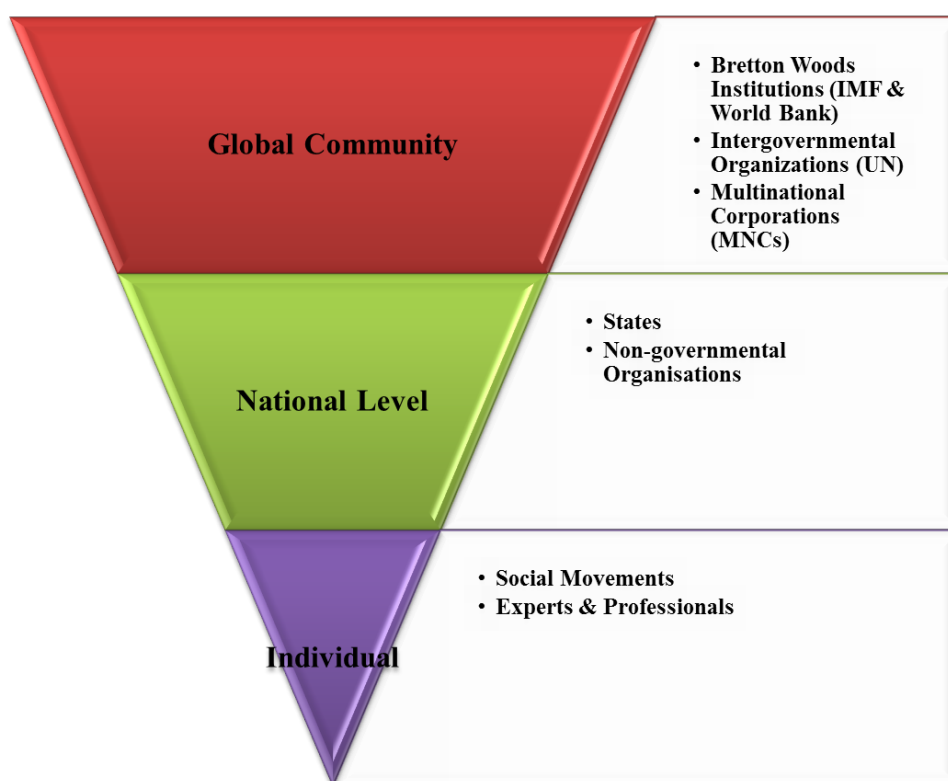 Global Community
• Bretton Woods
Institutions (IMF &
World Bank)
• Intergovernmental
Organizations (UN)
• Multinational
Corporations
(MNCs)
National Level
• States
• Non-governmental
Organisations
Individual
• Social Movements
• Experts & Professionals